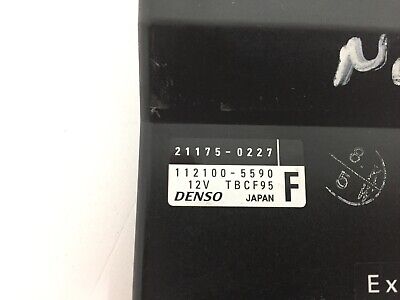 21175-0227
112100-5590
12V TBCF95 F
DENSO JAPAN
Ex